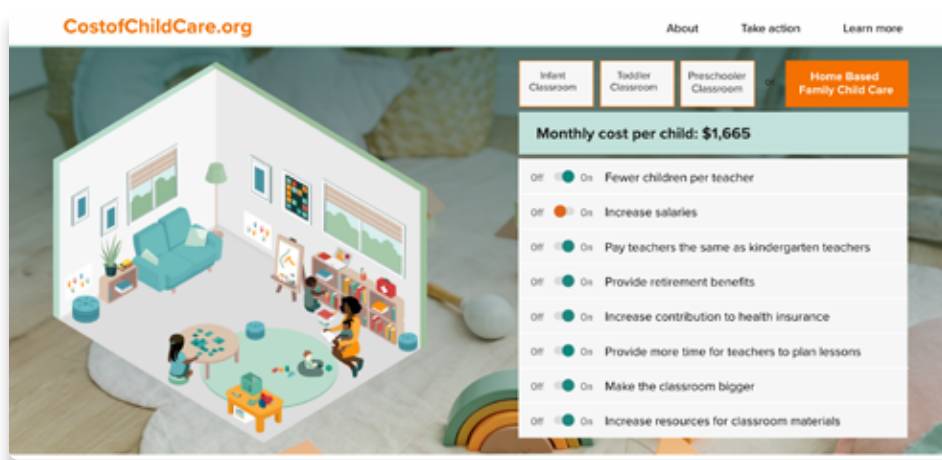 CostofChildCare.org
About Take action Learn more
Infant
Classroom
Toddler
Classroom
Preschooler
Classroom
or
Home Based
Family Child Care
Monthly cost per child: $1,665
Off On Fewer children per teacher
Off On Increase salaries
Off On Pay teachers the same as kindergarten teachers
Off On Provide retirement benefits
Off On Increase contribution to health insurance
Off On Provide more time for teachers to plan lessons
Off On Make the classroom bigger
Off On Increase resources for classroom materials